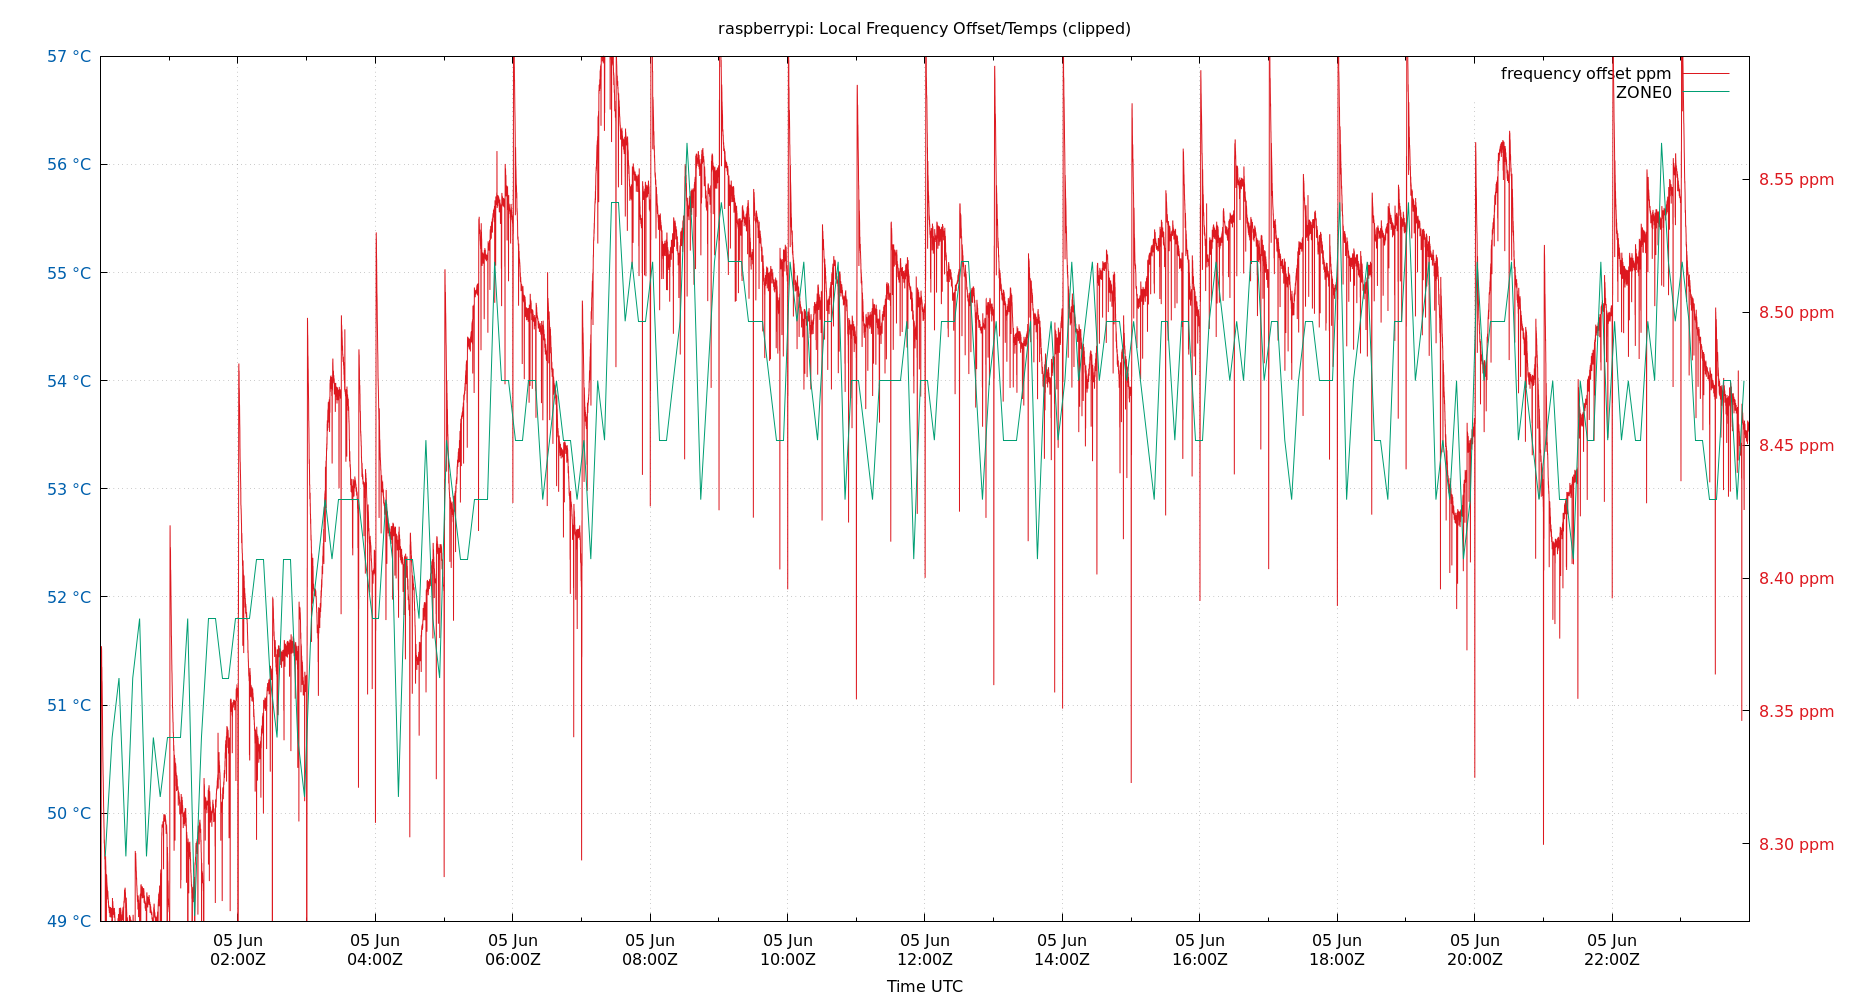 raspberrypi: Local Frequency Offset/Temps (clipped)
57 °C
56 °C
55 °C
54 °C
53 °C
52 °C
51 °C
50 °C
49 °C
frequency offset ppm
ZONE0
8.55 ppm
8.50 ppm
8.45 ppm
8.40 ppm
8.35 ppm
8.30 ppm
05 Jun 05 Jun 05 Jun 05 Jun 05 Jun 05 Jun 05 Jun 05 Jun 05 Jun 05 Jun 05 Jun
02:00Z 04:00Z 06:00Z 08:00Z 10:00Z 12:00Z 14:00Z 16:00Z 18:00Z 20:00Z 22:00Z
Time UTC